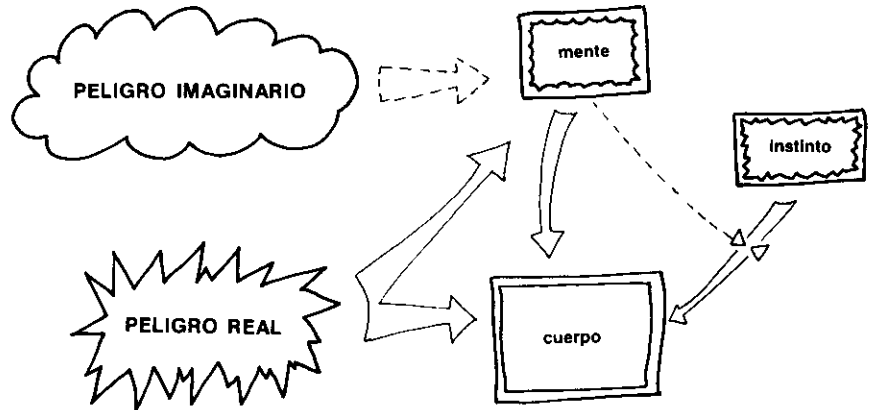 PELIGRO IMAGINARIO
mente
instinto
PELIGRO REAL
cuerpo